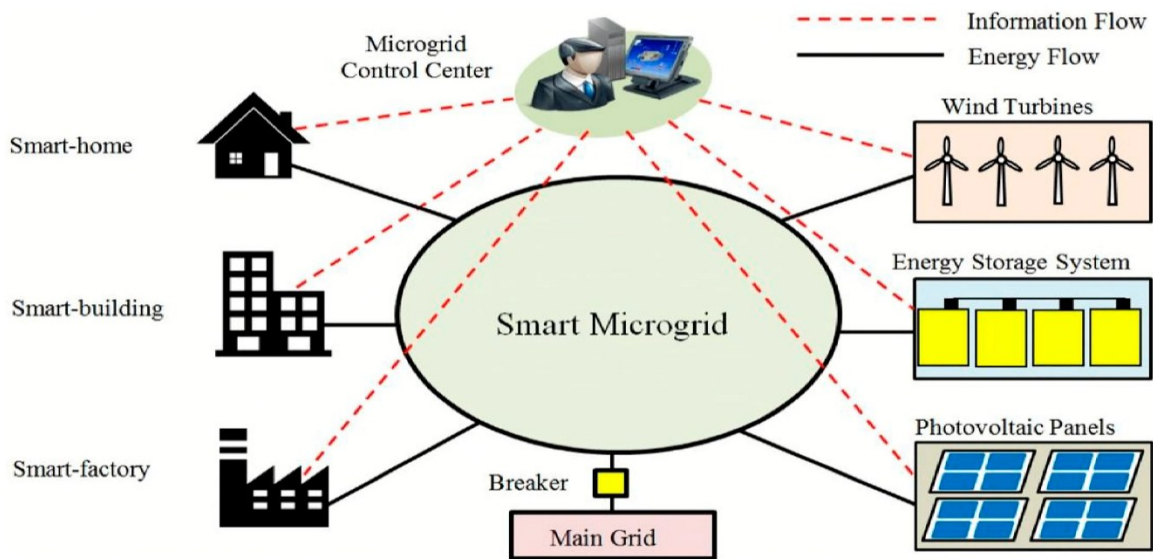 Information Flow
Energy Flow
Microgrid
Control Center
Wind Turbines
Smart-home
Energy Storage System
Smart-building
Smart Microgrid
Photovoltaic Panels
Smart-factory
Breaker
Main Grid